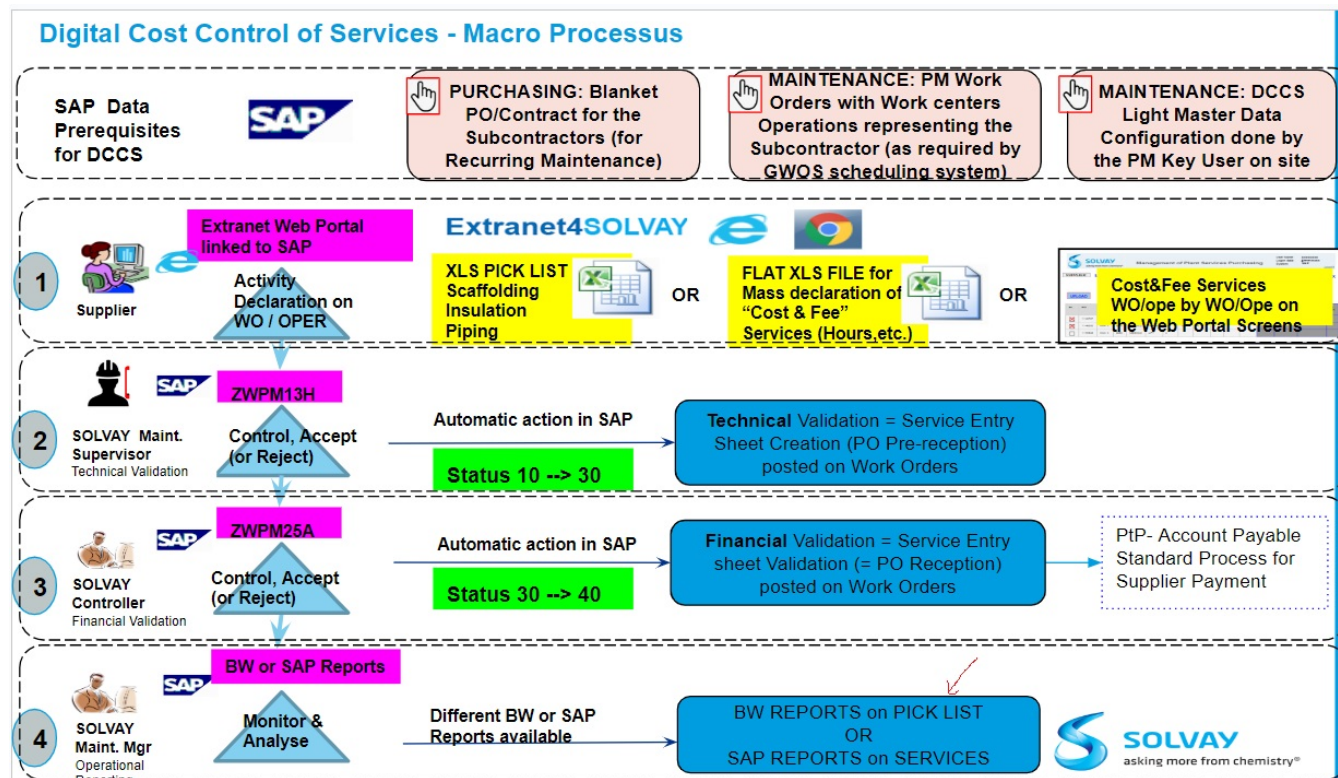 Digital Cost Control of Services - Macro Processus
SAP Data
Prerequisites
for DCCS
SAP
PURCHASING: Blanket
PO/Contract for the
Subcontractors (for
Recurring Maintenance)
MAINTENANCE: PM Work
Orders with Work centers
Operations representing the
Subcontractor (as required by
GWOS scheduling system)
MAINTENANCE: DCCS
Light Master Data
Configuration done by
the PM Key User on site
1
Supplier
Extranet Web Portal
linked to SAP
Activity
Declaration on
WO / OPER
Extranet4SOLVAY
XLS PICK LIST
Scaffolding
Insulation
Piping
OR
FLAT XLS FILE for
Mass declaration of
“Cost & Fee”
Services (Hours,etc.)
OR
SOLVAY
Management of Plant Services Purchasing
UPLOAD
Cost&Fee Services
WO/ope by WO/Ope on
the Web Portal Screens
2
SOLVAY Maint.
Supervisor
Technical Validation
SAP
ZWPM13H
Control, Accept
(or Reject)
Automatic action in SAP
Status 10 --> 30
Technical Validation = Service Entry
Sheet Creation (PO Pre-reception)
posted on Work Orders
3
SOLVAY
Controller
Financial Validation
SAP
ZWPM25A
Control, Accept
(or Reject)
Automatic action in SAP
Status 30 --> 40
Financial Validation = Service Entry
sheet Validation (= PO Reception)
posted on Work Orders
PtP- Account Payable
Standard Process for
Supplier Payment
4
SOLVAY
Maint. Mgr
Operational
Reporting
SAP
BW or SAP Reports
Monitor &
Analyse
Different BW or SAP
Reports available
BW REPORTS on PICK LIST
OR
SAP REPORTS on SERVICES
SOLVAY
asking more from chemistry®